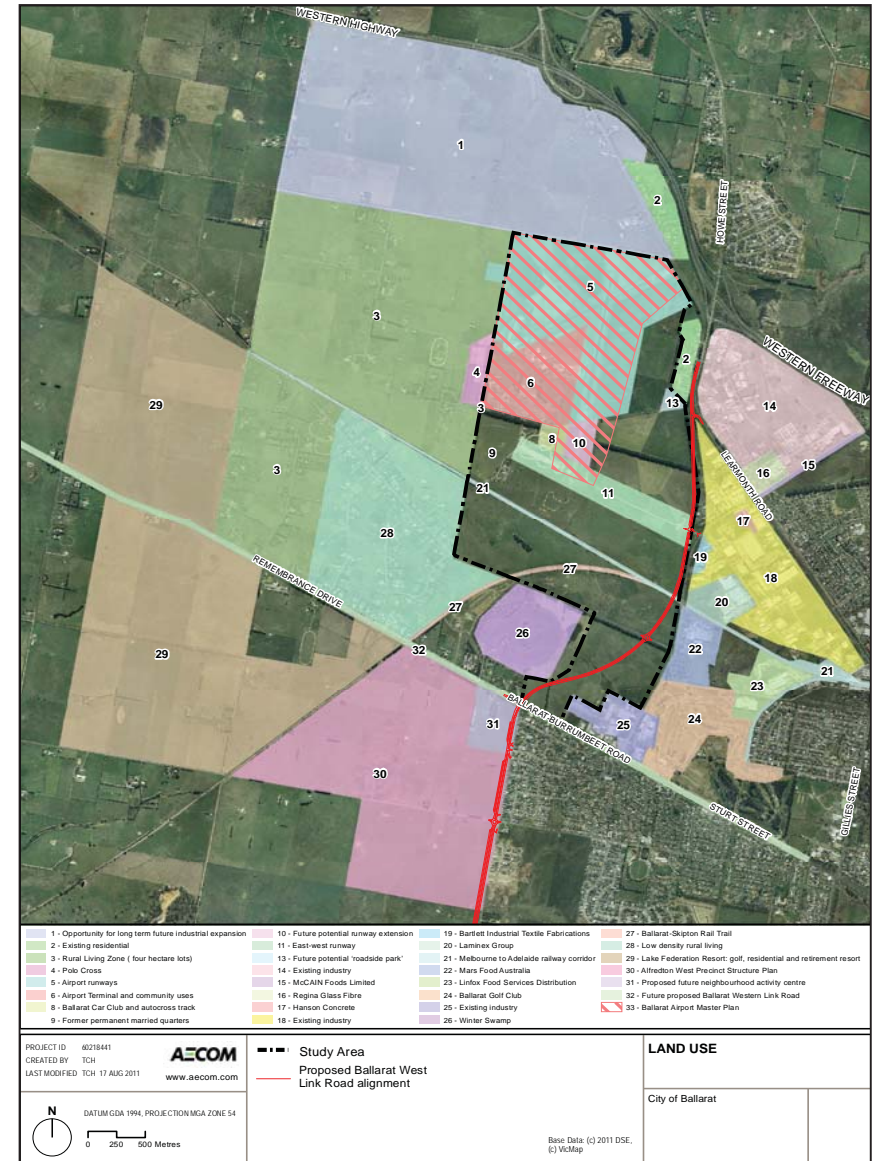 WESTERN HIGHWAY
1
2
HOWE STREET
5
3
2
WESTERN FREEWAY
4
6
29
13
14
3
8
10
9
LEARMONTH ROAD
16
15
3
21
11
17
28
19
18
27
REMEMBRANCE DRIVE
27
20
26
22
32
29
21
23
31
BALLARAT-BURRUMBEET ROAD
25
24
30
STURT STREET
GILLIES STREET
1 - Opportunity for long term future industrial expansion
2 - Existing residential
3 - Rural Living Zone ( four hectare lots)
4 - Polo Cross
5 - Airport runways
6 - Airport Terminal and community uses
8 - Ballarat Car Club and autocross track
9 - Former permanent married quarters
10 - Future potential runway extension
11 - East-west runway
13 - Future potential 'roadside park'
14 - Existing industry
15 - McCAIN Foods Limited
16 - Regina Glass Fibre
17 - Hanson Concrete
18 - Existing industry
19 - Bartlett Industrial Textile Fabrications
20 - Laminex Group
21 - Melbourne to Adelaide railway corridor
22 - Mars Food Australia
23 - Linfox Food Services Distribution
24 - Ballarat Golf Club
25 - Existing industry
26 - Winter Swamp
27 - Ballarat-Skipton Rail Trail
28 - Low density rural living
29 - Lake Federation Resort: golf, residential and retirement resort
30 - Alfredton West Precinct Structure Plan
31 - Proposed future neighbourhood activity centre
32 - Future proposed Ballarat Western Link Road
33 - Ballarat Airport Master Plan
PROJECT ID 60218441
CREATED BY TCH
LAST MODIFIED TCH 17 AUG 2011
AECOM
www.aecom.com
N
DATUM GDA 1994, PROJECTION MGA ZONE 54
0 250 500 Metres
Study Area
Proposed Ballarat West
Link Road alignment
Base Data: (c) 2011 DSE,
(c) VicMap
LAND USE
City of Ballarat